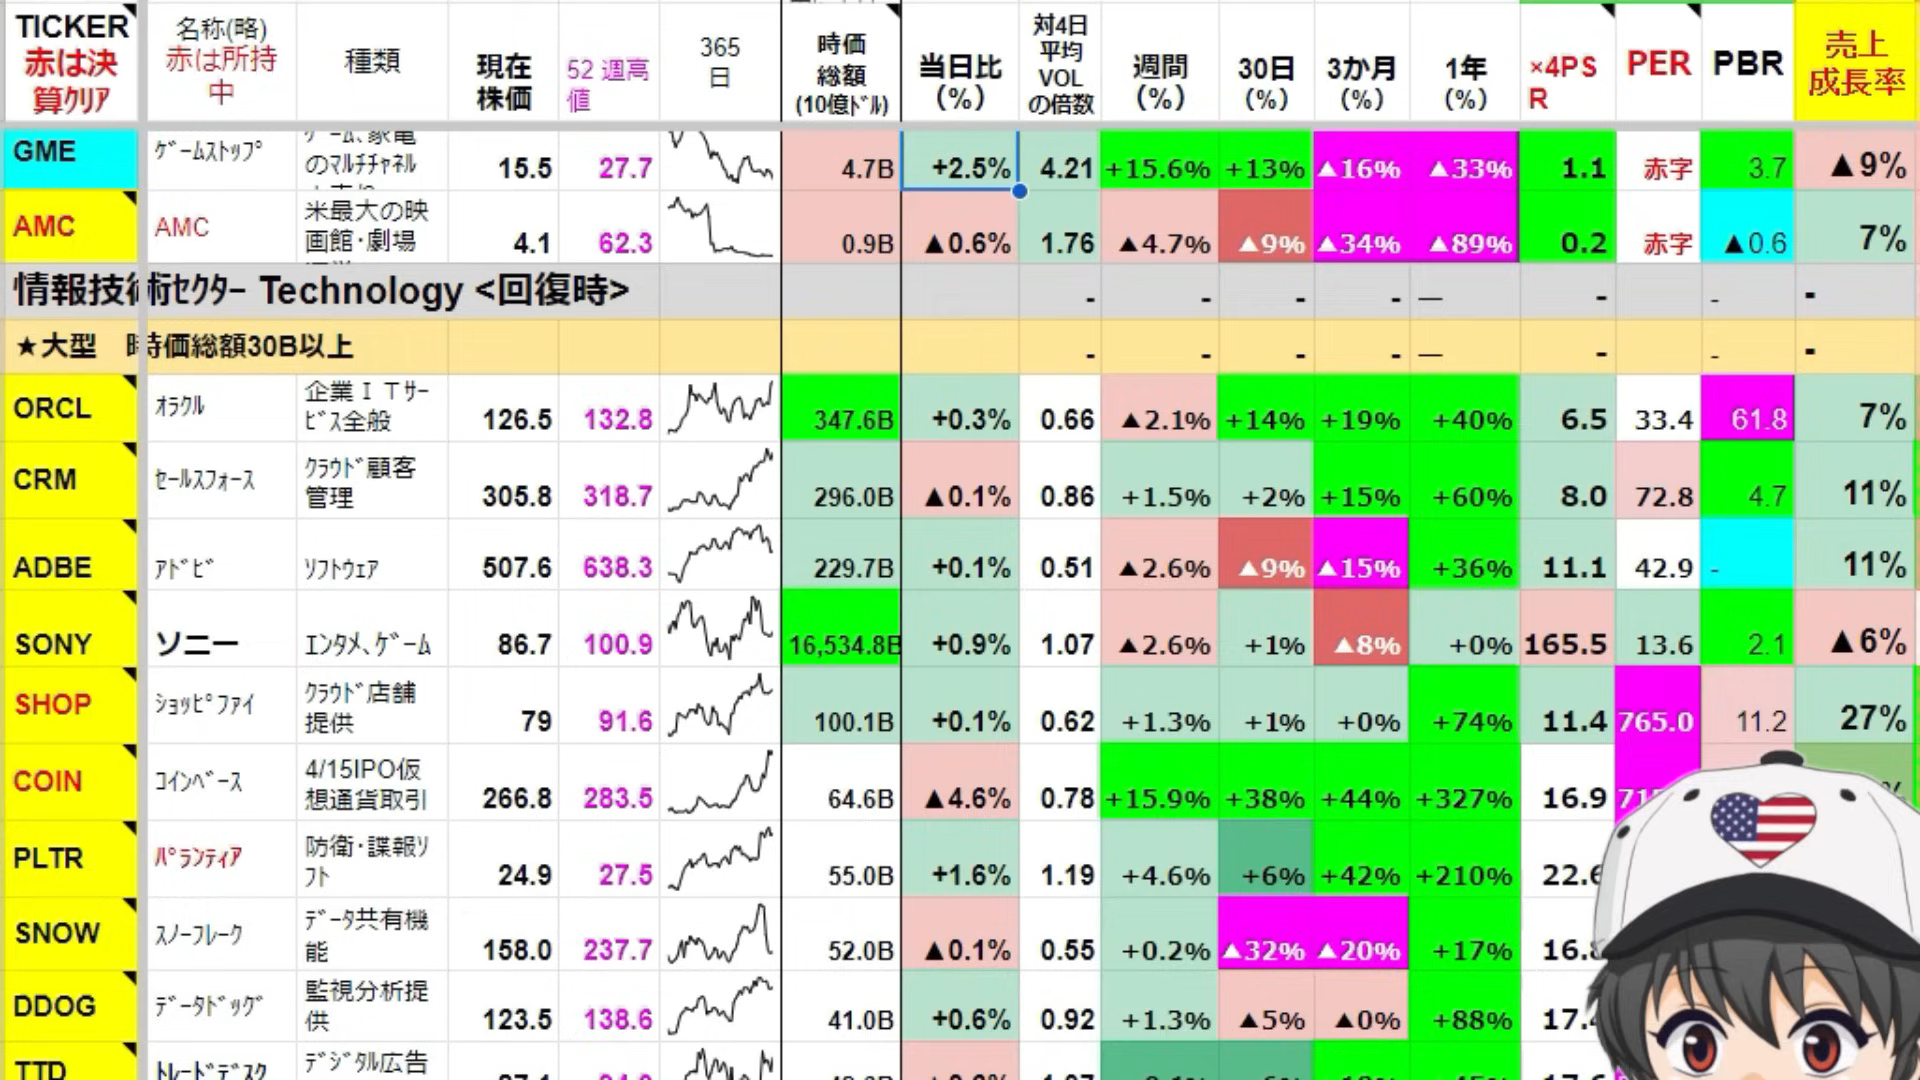 TICKER 名称(略) 種類 現在 52 週高 365 時価 当日比 対4日 週間 30日 3か月 1年 ×4PS PER PBR 売上
赤は決 赤は所持 株価 値 日 総額 (%) 平均 (%) (%) (%) (%) R 成長率
算ｸﾘｱ 中 (10億ﾄﾞﾙ) VOL
の倍数
GME ｹﾞｰﾑｽﾄｯﾌﾟ のﾏﾙﾁﾁｬﾈﾙ 15.5 27.7 4.7B +2.5% 4.21 +15.6% +13% ▲16% ▲33% 1.1 赤字 3.7 ▲9%
AMC AMC 米最大の映
画館･劇場 4.1 62.3 0.9B ▲0.6% 1.76 ▲4.7% ▲9% ▲34% ▲89% 0.2 赤字 ▲0.6 7%
情報技術ｾｸﾀｰ Technology <回復時> - - - - — - - -
★大型 時価総額30B以上 - - - - — - - -
ORCL ｵﾗｸﾙ 企業ＩＴｻｰ
ﾋﾞｽ全般 126.5 132.8 347.6B +0.3% 0.66 ▲2.1% +14% +19% +40% 6.5 33.4 61.8 7%
CRM ｾｰﾙｽﾌｫｰｽ ｸﾗｳﾄﾞ顧客
管理 305.8 318.7 296.0B ▲0.1% 0.86 +1.5% +2% +15% +60% 8.0 72.8 4.7 11%
ADBE ｱﾄﾞﾋﾞ ｿﾌﾄｳｪｱ 507.6 638.3 229.7B +0.1% 0.51 ▲2.6% ▲9% ▲15% +36% 11.1 42.9 - 11%
SONY ソニー ｴﾝﾀﾒ､ｹﾞｰﾑ 86.7 100.9 16,534.8B +0.9% 1.07 ▲2.6% +1% ▲8% +0% 165.5 13.6 2.1 ▲6%
SHOP ｼｮｯﾋﾟﾌｧｲ ｸﾗｳﾄﾞ店舗
提供 79 91.6 100.1B +0.1% 0.62 +1.3% +1% +0% +74% 11.4 765.0 11.2 27%
COIN ｺｲﾝﾍﾞｰｽ 4/15IPO仮
想通貨取引 266.8 283.5 64.6B ▲4.6% 0.78 +15.9% +38% +44% +327% 16.9
PLTR ﾊﾟﾗﾝﾃｨｱ 防衛･諜報ｿ
ﾌﾄ 24.9 27.5 55.0B +1.6% 1.19 +4.6% +6% +42% +210% 22.6
SNOW ｽﾉｰﾌﾚｰｸ ﾃﾞｰﾀ共有機
能 158.0 237.7 52.0B ▲0.1% 0.55 +0.2% ▲32% ▲20% +17%
DDOG ﾃﾞｰﾀﾄﾞｯｸﾞ 監視分析提
供 123.5 138.6 41.0B +0.6% 0.92 +1.3% ▲5% ▲0% +88%
TTD ﾄﾚｰﾄﾞﾃﾞｽｸ ﾃﾞｼﾞﾀﾙ広告